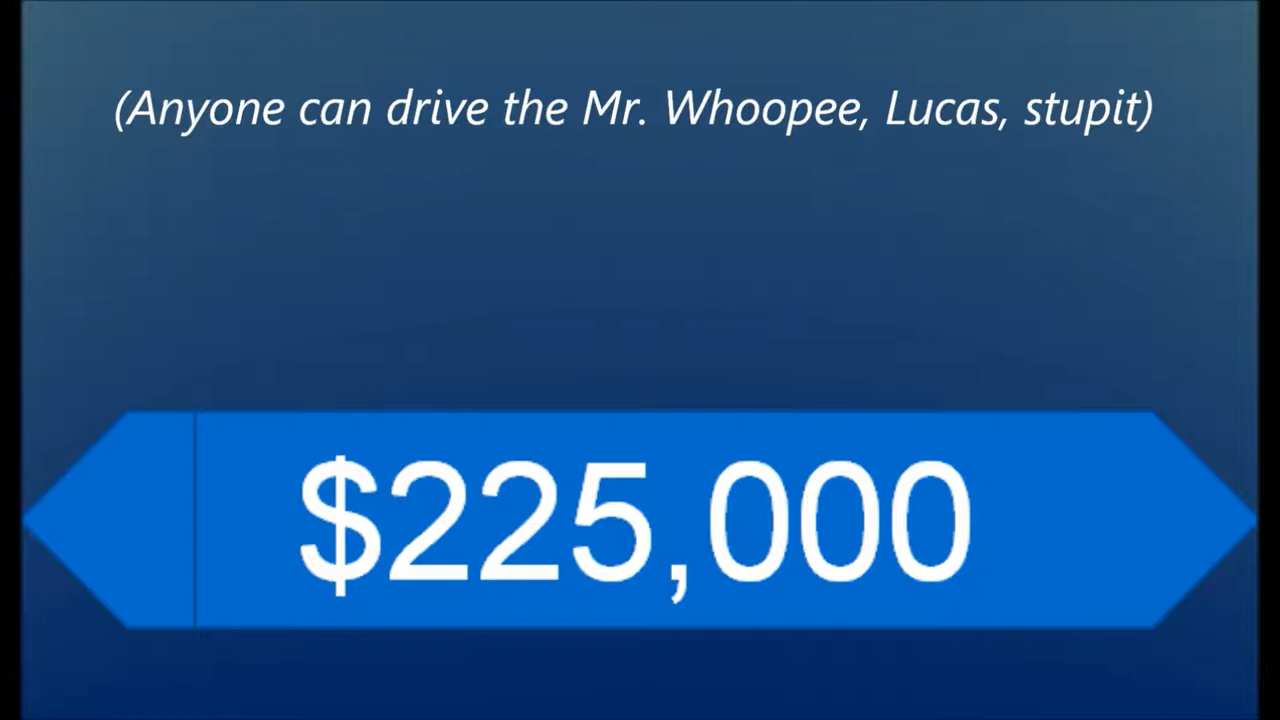 (Anyone can drive the Mr. Whoopee, Lucas, stupit)
$225,000